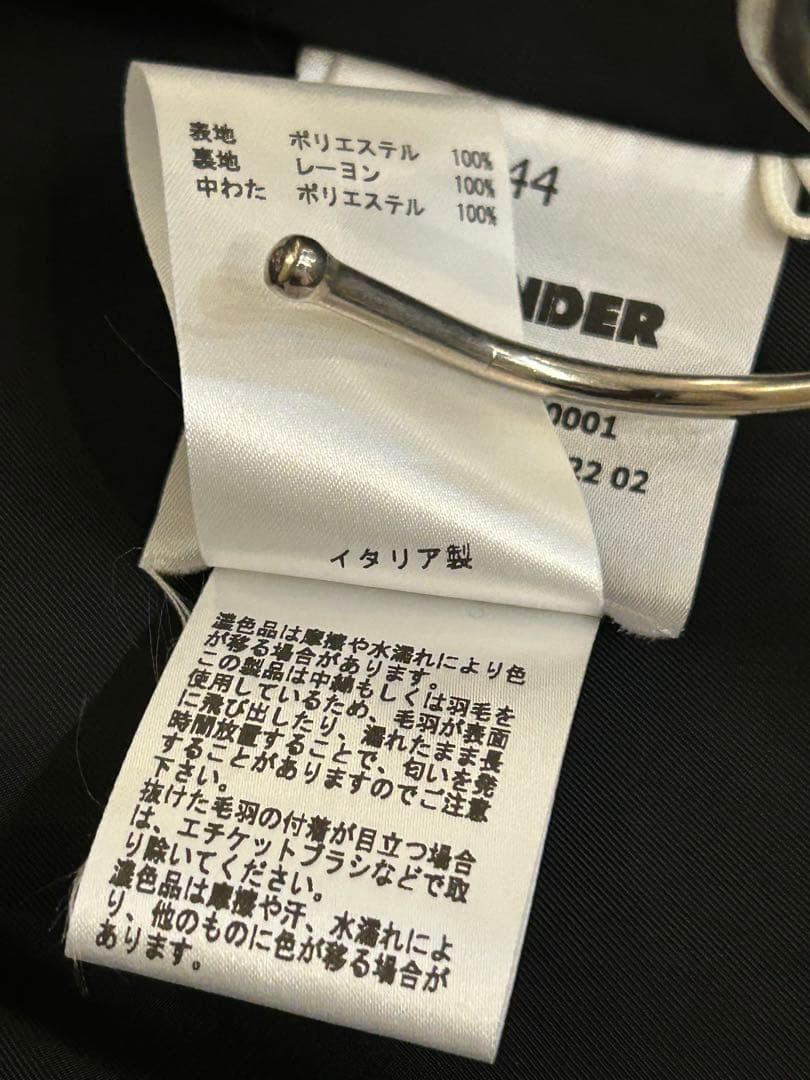 表地 ポリエステル 100%
裏地 レーヨン 100%
中わた ポリエステル 100%
44
NDER
0001
22 02
イタリア製
濃色品は摩擦や水濡れにより色
が移る場合があります。
この製品は中綿もしくは羽毛を
使用しているため、毛羽が表面
に飛び出したり、濡れたまま長
時間放置することで、匂いを発
することがありますのでご注意
下さい。
抜けた毛羽の付着が目立つ場合
は、エチケットブラシなどで取
り除いてください。
濃色品は摩擦や汗、水濡れによ
り、他のものに色が移る場合が
あります。